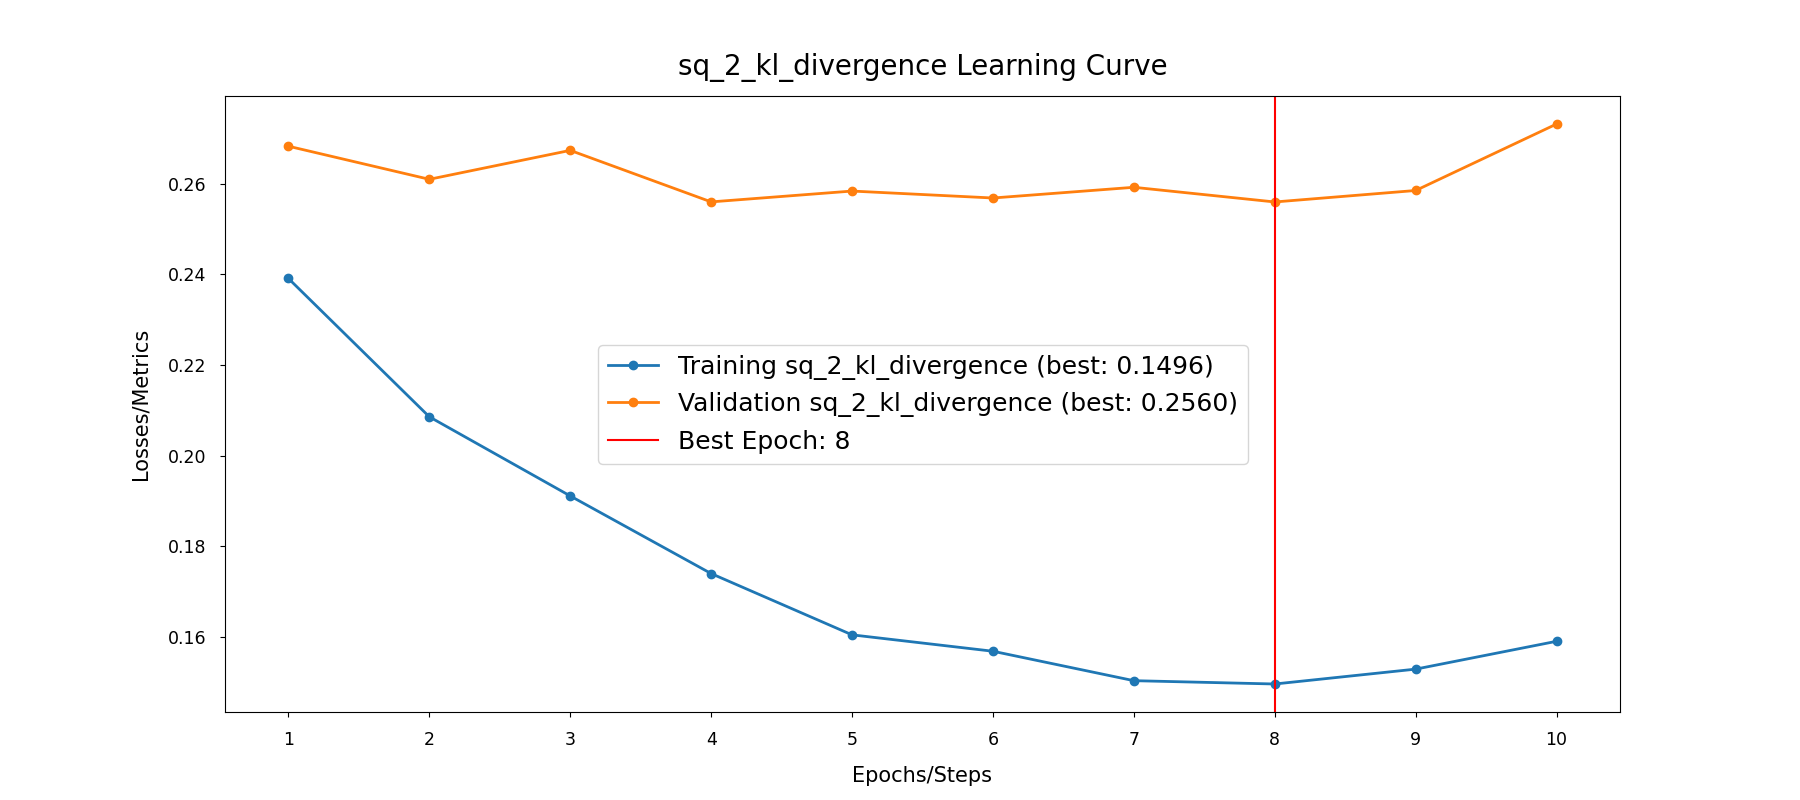 sq_2_kl_divergence Learning Curve
0.26
0.24
0.22
0.20
0.18
0.16
Losses/Metrics
Training sq_2_kl_divergence (best: 0.1496)
Validation sq_2_kl_divergence (best: 0.2560)
Best Epoch: 8
1 2 3 4 5 6 7 8 9 10
Epochs/Steps